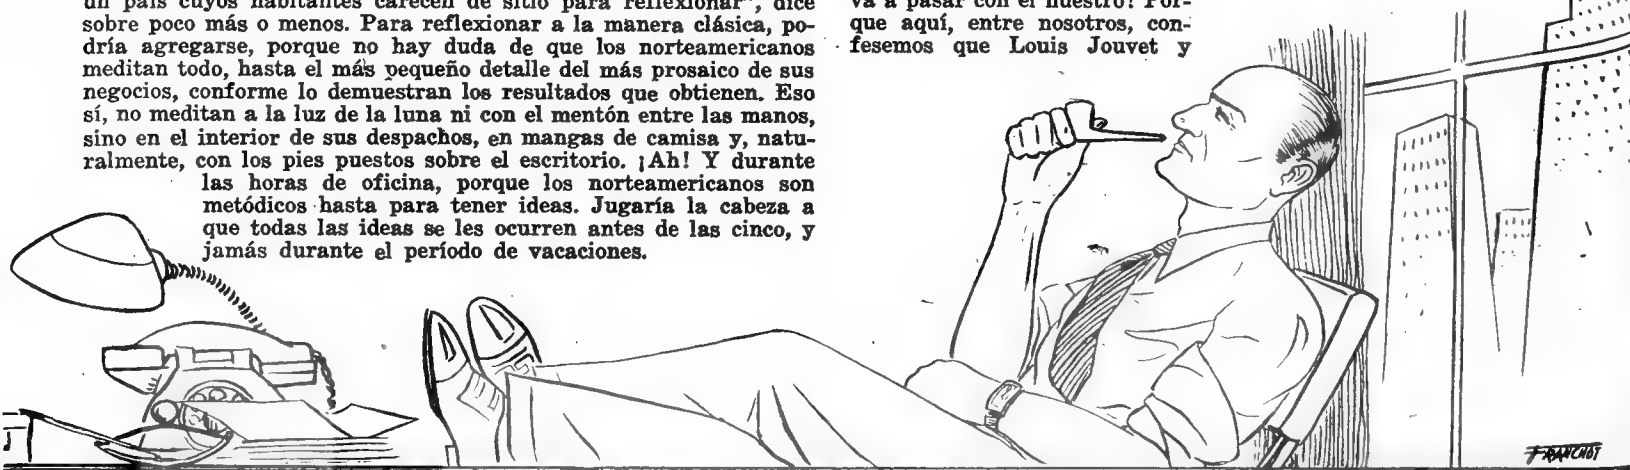 un país cuyos habitantes carecen de sitio para reflexionar", dice
sobre poco más o menos. Para reflexionar a la manera clásica, po-
dría agregarse, porque no hay duda de que los norteamericanos
meditan todo, hasta el más pequeño detalle del más prosaico de sus
negocios, conforme lo demuestran los resultados que obtienen. Eso
sí, no meditan a la luz de la luna ni con el mentón entre las manos,
sino en el interior de sus despachos, en mangas de camisa y, natu-
ralmente, con los pies puestos sobre el escritorio. ¡Ah! Y durante
las horas de oficina, porque los norteamericanos son
metódicos hasta para tener ideas. Jugaría la cabeza a
que todas las ideas se les ocurren antes de las cinco, y
jamás durante el período de vacaciones.
va a pasar con el nuestro? Por-
que aquí, entre nosotros, con-
fesemos que Louis Jouvet y
FRANCHOT